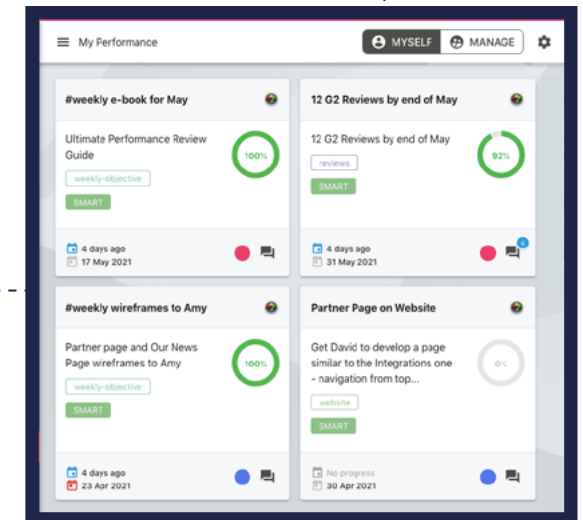 My Performance
MYSELF
MANAGE
#weekly e-book for May
Ultimate Performance Review
Guide
100%
weekly-objective
SMART
4 days ago
17 May 2021
12 G2 Reviews by end of May
12 G2 Reviews by end of May
92%
reviews
SMART
4 days ago
31 May 2021
4
#weekly wireframes to Amy
Partner page and Our News
Page wireframes to Amy
100%
weekly-objective
SMART
4 days ago
23 Apr 2021
Partner Page on Website
Get David to develop a page
similar to the Integrations one
- navigation from top...
0%
website
SMART
No progress
30 Apr 2021